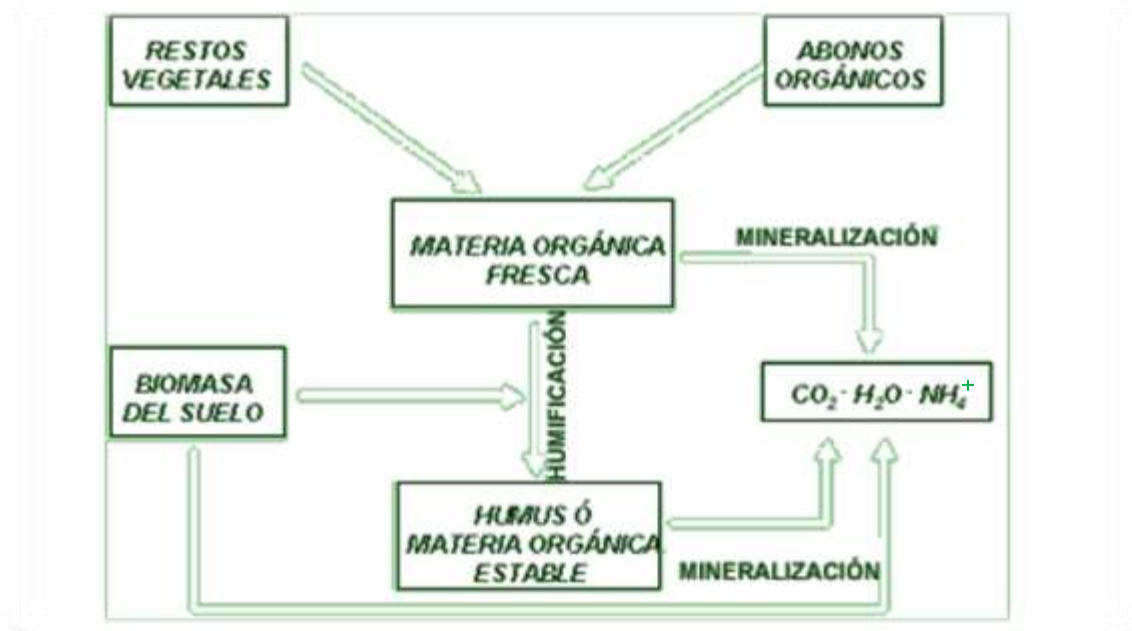 RESTOS
VEGETALES
ABONOS
ORGÁNICOS
MATERIA ORGÁNICA
FRESCA
MINERALIZACIÓN
HUMIFICACIÓN
BIOMASA
DEL SUELO
CO₂ · H₂O · NH₄⁺
HUMUS Ó
MATERIA ORGÁNICA
ESTABLE
MINERALIZACIÓN